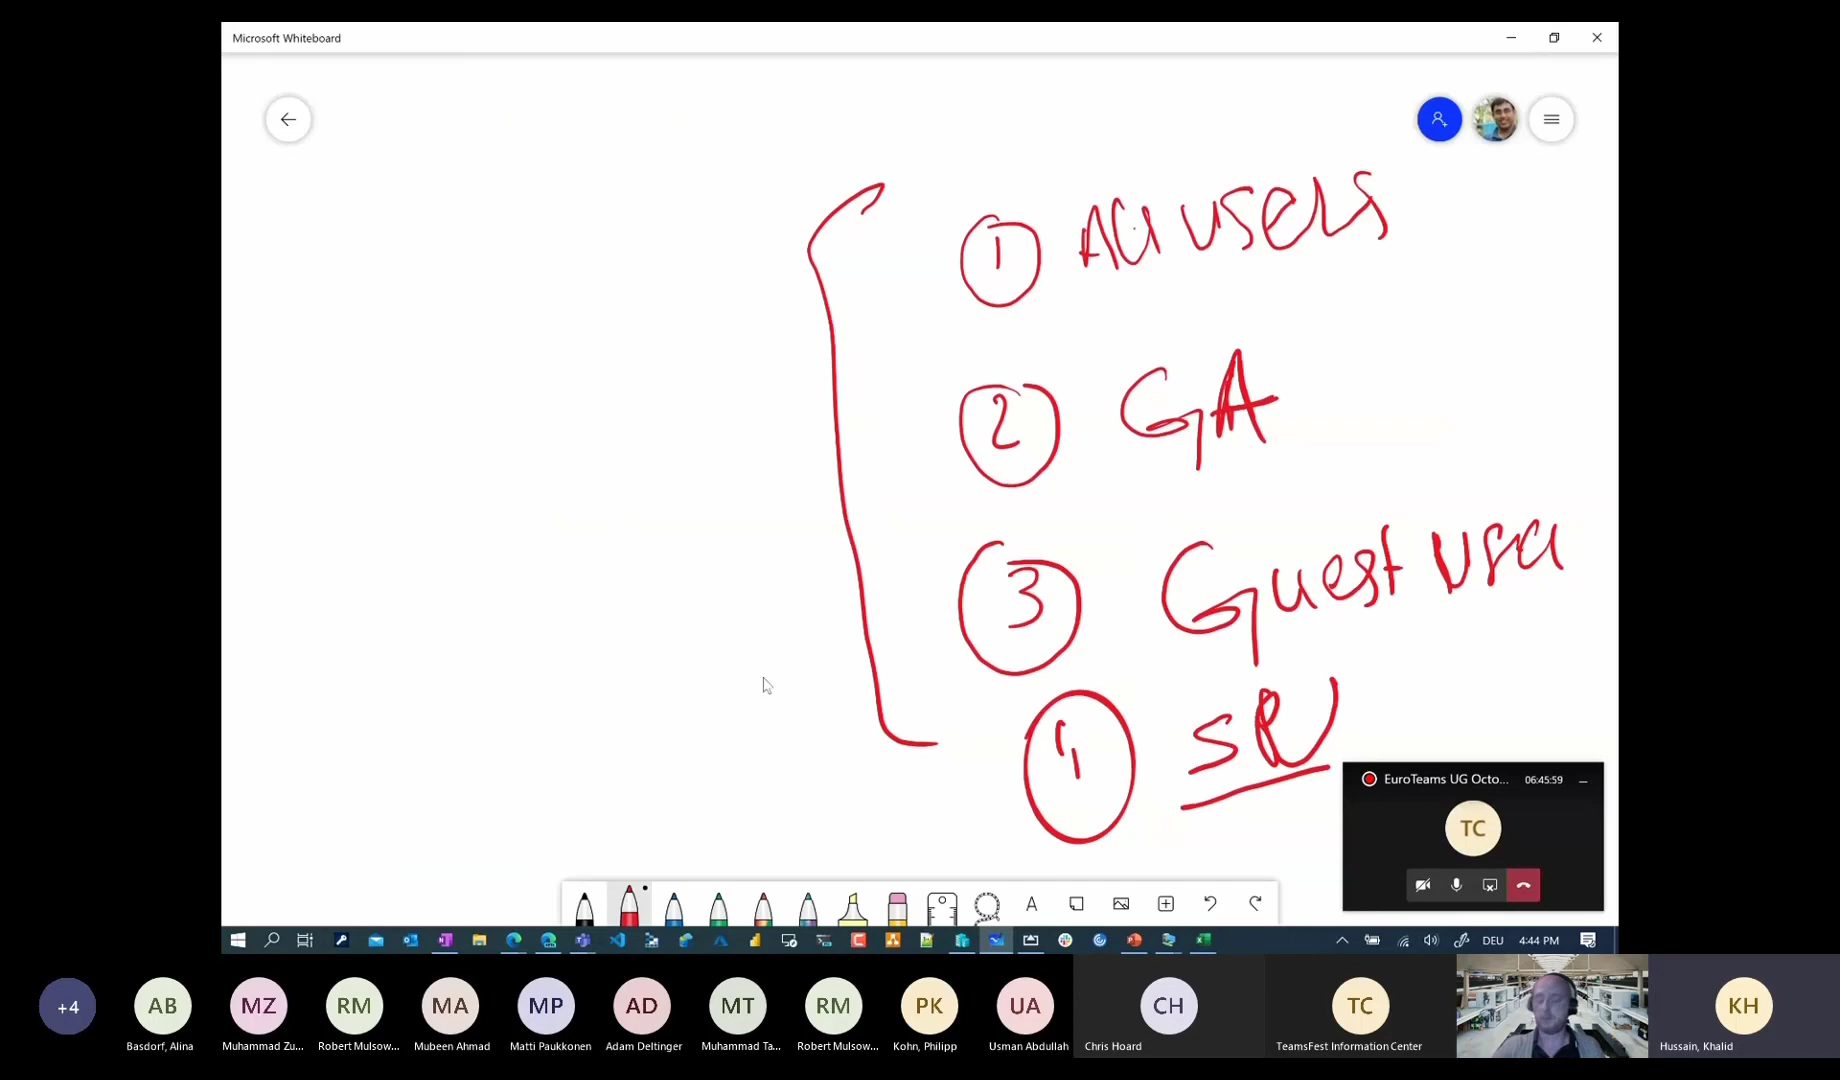 Microsoft Whiteboard
1 All users
2 GA
3 Guest user
4
EuroTeams UG Octo... 06:45:59
TC
A
DEU 4:44 PM
+4
AB
MZ
RM
MA
MP
AD
MT
RM
PK
UA
CH
TC
KH
Basdorf, Alina
Muhammad Zu...
Robert Mulsow...
Mubeen Ahmad
Matti Paukkonen
Adam Deltinger
Muhammad Ta...
Robert Mulsow...
Kohn, Philipp
Usman Abdullah
Chris Hoard
TeamsFest Information Center
Hussain, Khalid